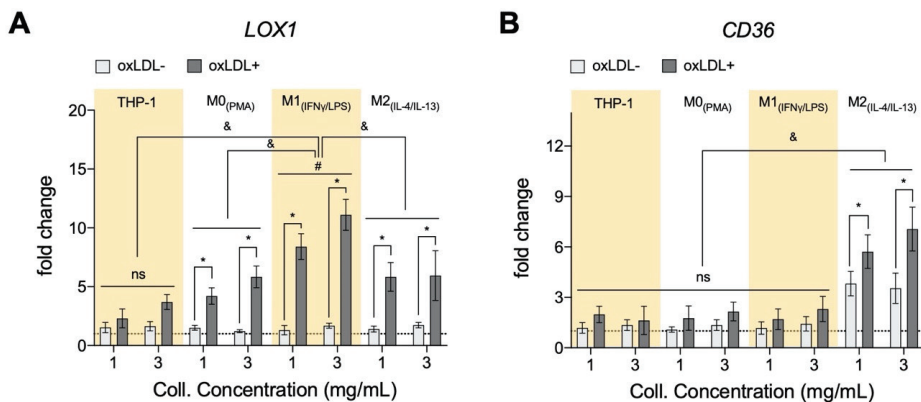 A
LOX1
oxLDL-
oxLDL+
THP-1
M0(PMA)
M1(IFNγ/LPS)
M2(IL-4/IL-13)
&
&
&
#
*
*
*
*
*
*
ns
fold change
20
15
10
5
0
1
3
1
3
1
3
1
3
Coll. Concentration (mg/mL)
B
CD36
oxLDL-
oxLDL+
THP-1
M0(PMA)
M1(IFNγ/LPS)
M2(IL-4/IL-13)
&
*
*
ns
fold change
12
9
6
3
0
1
3
1
3
1
3
1
3
Coll. Concentration (mg/mL)